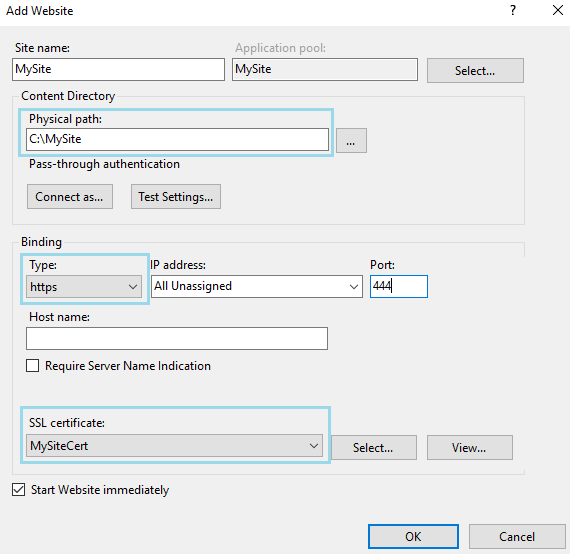 Add Website
?
Site name:
Application pool:
MySite
MySite
Select...
Content Directory
Physical path:
C:\MySite
...
Pass-through authentication
Connect as...
Test Settings...
Binding
Type:
IP address:
Port:
https
All Unassigned
444
Host name:
Require Server Name Indication
SSL certificate:
MySiteCert
Select...
View...
Start Website immediately
OK
Cancel